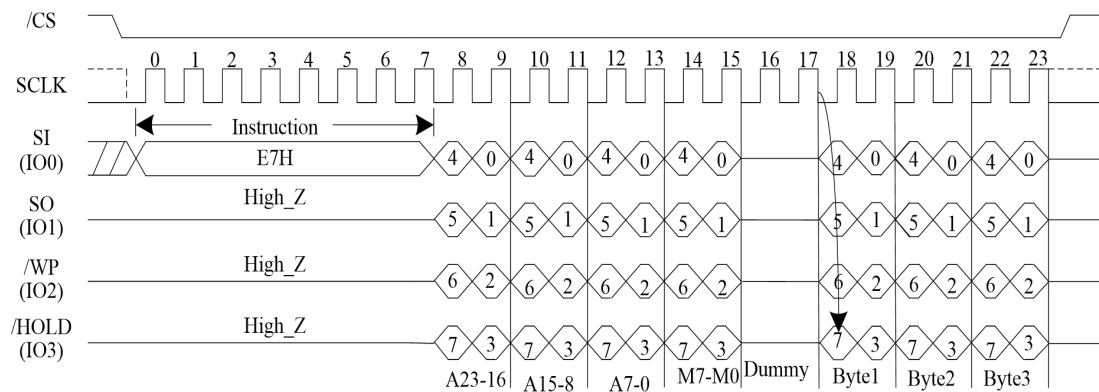 /CS
0 1 2 3 4 5 6 7 8 9 10 11 12 13 14 15 16 17 18 19 20 21 22 23
SCLK
Instruction
SI
(IO0)
E7H
4 0 4 0 4 0 4 0 4 0 4 0 4 0
SO
(IO1)
High_Z
5 1 5 1 5 1 5 1 5 1 5 1 5 1
/WP
(IO2)
High_Z
6 2 6 2 6 2 6 2 6 2 6 2 6 2
/HOLD
(IO3)
High_Z
7 3 7 3 7 3 7 3 7 3 7 3 7 3
A23-16 A15-8 A7-0 M7-M0 Dummy Byte1 Byte2 Byte3